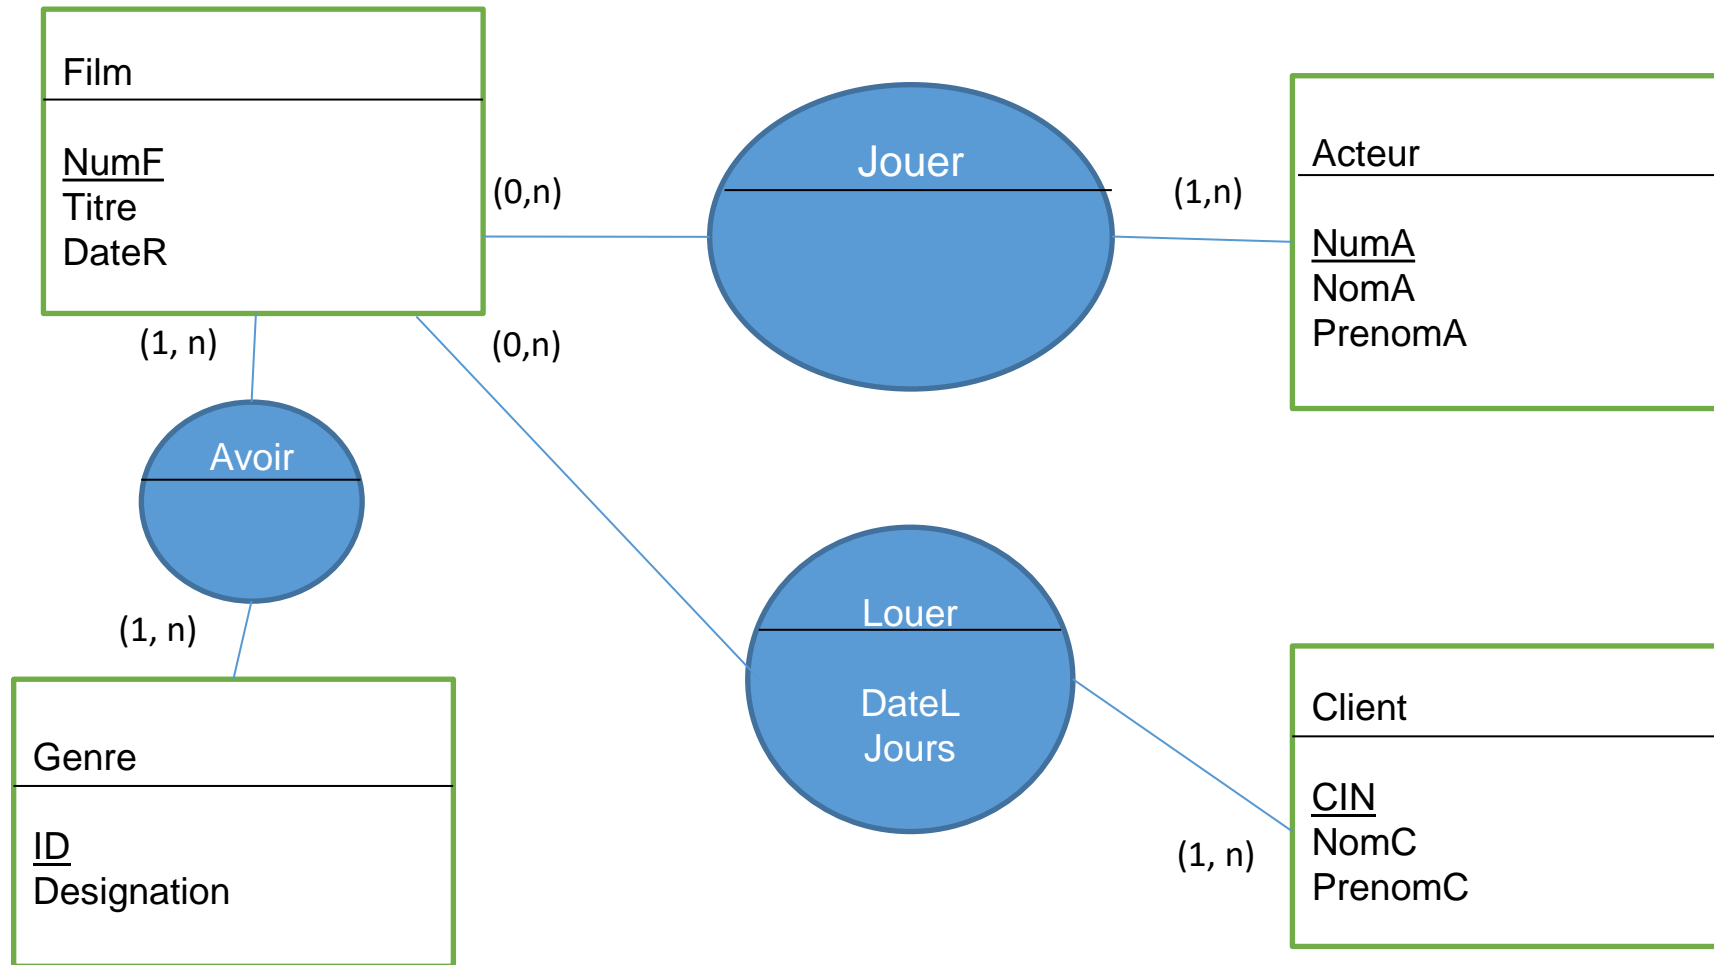 Film
NumF
Titre
DateR
(0,n)
Jouer
(1,n)
Acteur
NumA
NomA
PrenomA
(1, n)
(0,n)
Avoir
(1, n)
Genre
ID
Designation
Louer
DateL
Jours
(1, n)
Client
CIN
NomC
PrenomC